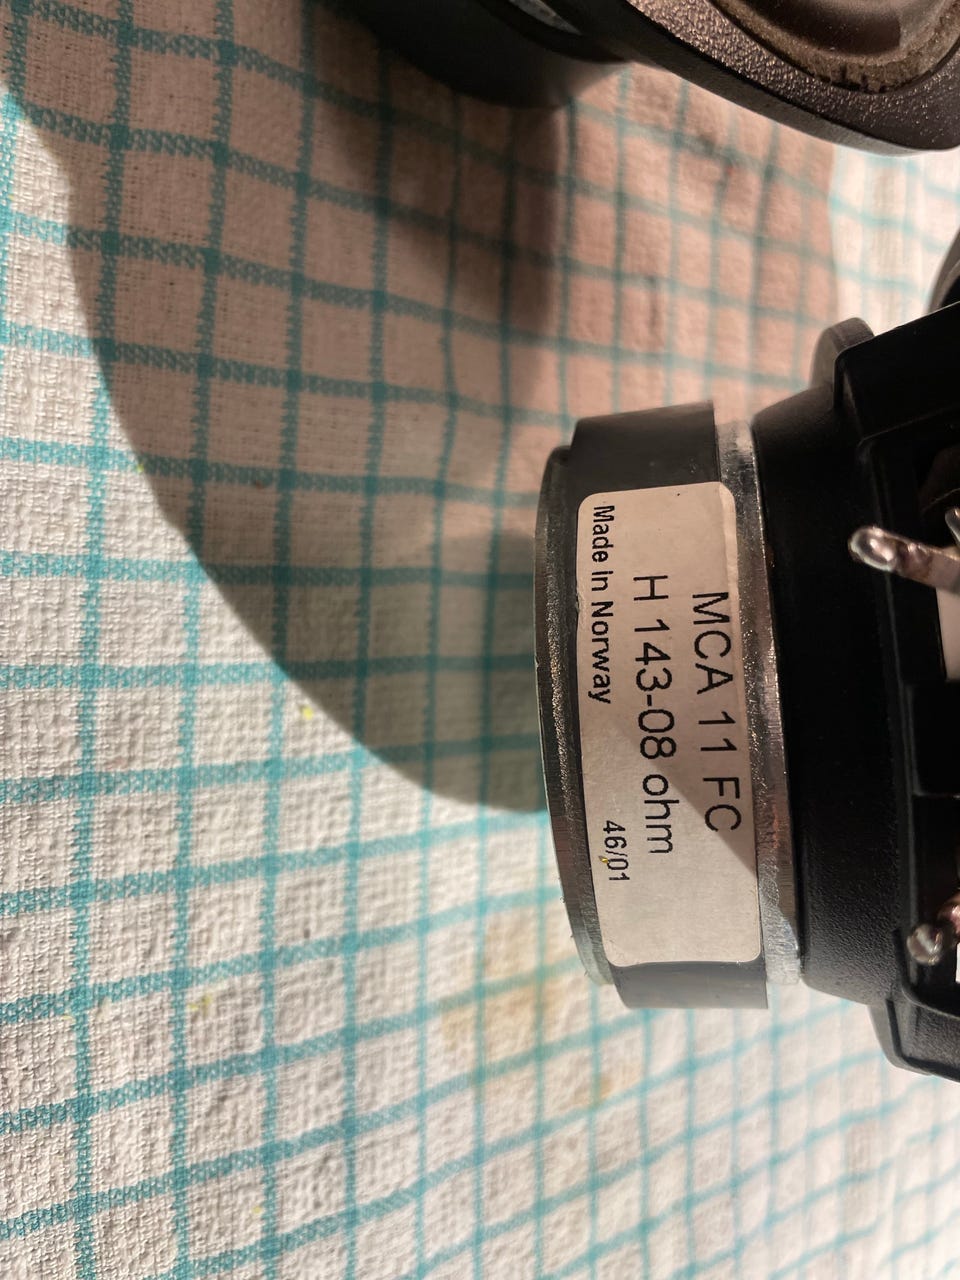 MCA 11 FC
H 143-08 ohm
Made in Norway 46/01